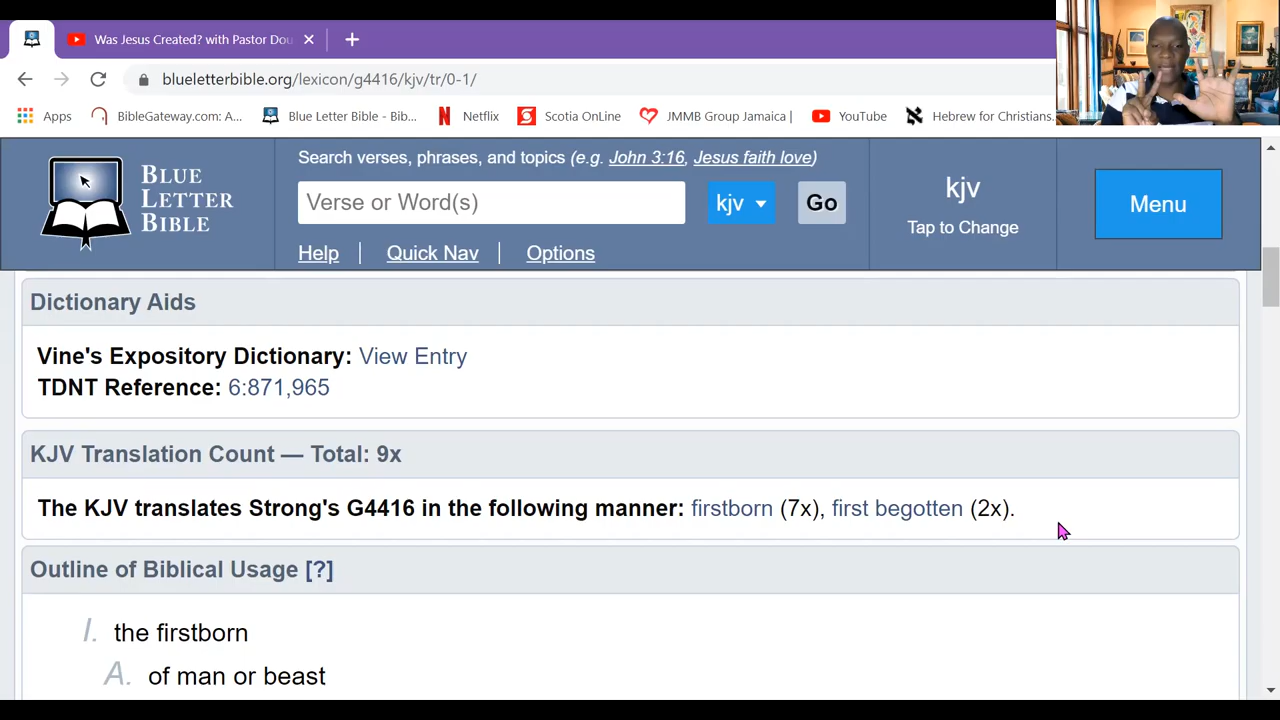 Was Jesus Created? with Pastor Dou
blueletterbible.org/lexicon/g4416/kjv/tr/0-1/
Apps BibleGateway.com: A... Blue Letter Bible - Bib... Netflix Scotia OnLine JMMB Group Jamaica | YouTube Hebrew for Christians.
BLUE
LETTER
BIBLE
Search verses, phrases, and topics (e.g. John 3:16, Jesus faith love)
Verse or Word(s) kjv Go
Help Quick Nav Options
kjv
Tap to Change
Menu
Dictionary Aids
Vine's Expository Dictionary: View Entry
TDNT Reference: 6:871,965
KJV Translation Count — Total: 9x
The KJV translates Strong's G4416 in the following manner: firstborn (7x), first begotten (2x).
Outline of Biblical Usage [?]
I. the firstborn
A. of man or beast